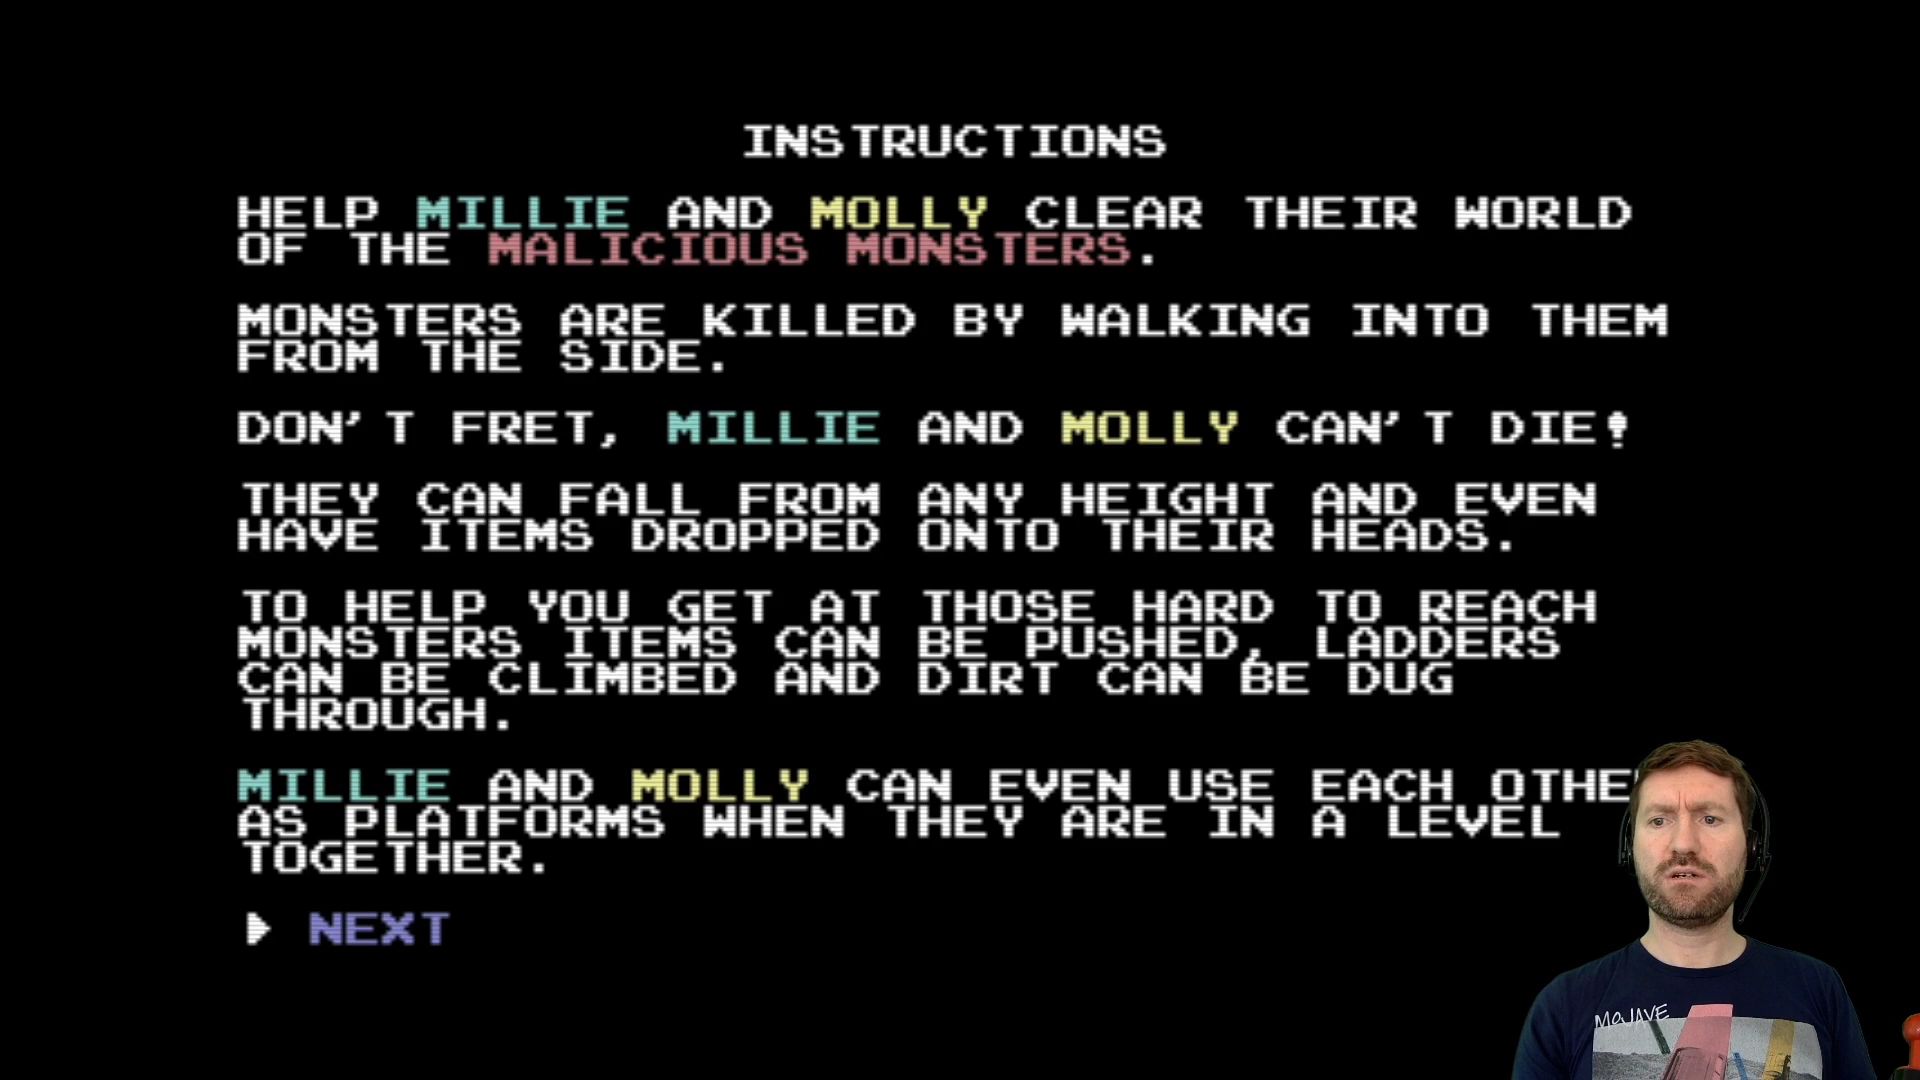 INSTRUCTIONS
HELP MILLIE AND MOLLY CLEAR THEIR WORLD
OF THE MALICIOUS MONSTERS.
MONSTERS ARE KILLED BY WALKING INTO THEM
FROM THE SIDE.
DON'T FRET, MILLIE AND MOLLY CAN'T DIE!
THEY CAN FALL FROM ANY HEIGHT AND EVEN
HAVE ITEMS DROPPED ONTO THEIR HEADS.
TO HELP YOU GET AT THOSE HARD TO REACH
MONSTERS ITEMS CAN BE PUSHED, LADDERS
CAN BE CLIMBED AND DIRT CAN BE DUG
THROUGH.
MILLIE AND MOLLY CAN EVEN USE EACH OTHE
AS PLATFORMS WHEN THEY ARE IN A LEVEL
TOGETHER.
NEXT
MOJAVE